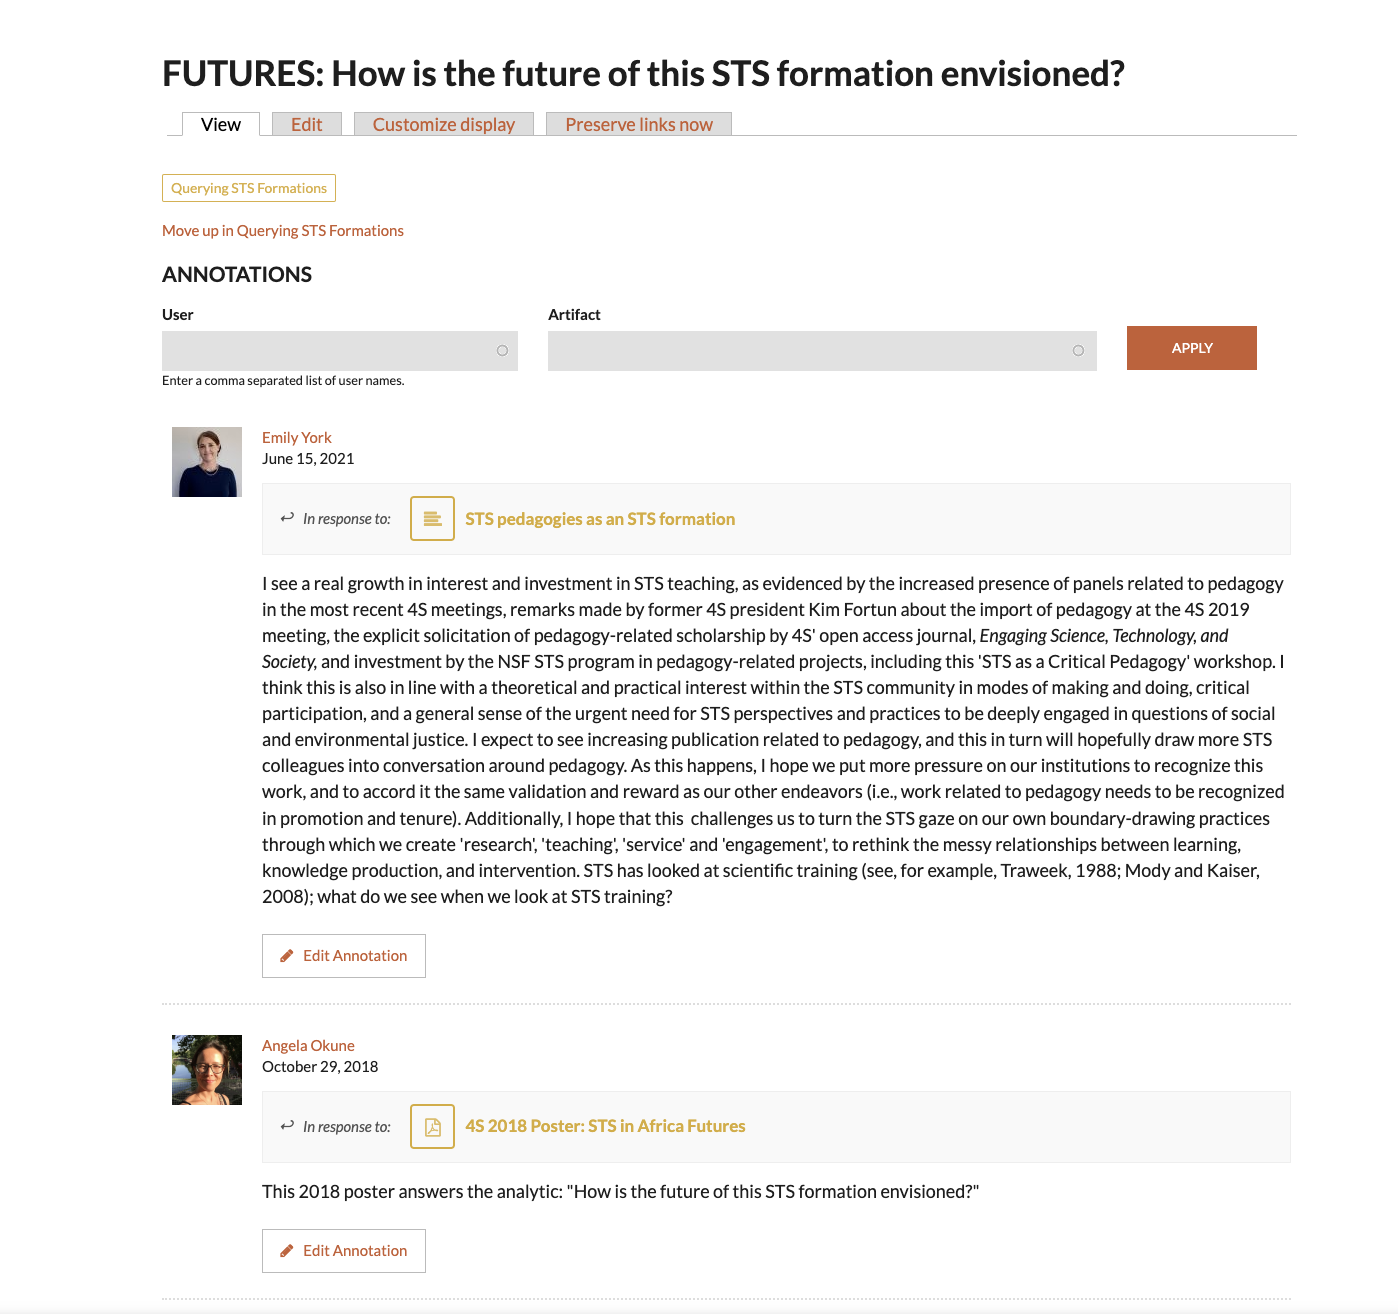 FUTURES: How is the future of this STS formation envisioned?
View Edit Customize display Preserve links now
Querying STS Formations
Move up in Querying STS Formations
ANNOTATIONS
User Artifact
APPLY
Enter a comma separated list of user names.
Emily York
June 15, 2021
In response to: STS pedagogies as an STS formation
I see a real growth in interest and investment in STS teaching, as evidenced by the increased presence of panels related to pedagogy
in the most recent 4S meetings, remarks made by former 4S president Kim Fortun about the import of pedagogy at the 4S 2019
meeting, the explicit solicitation of pedagogy-related scholarship by 4S' open access journal, Engaging Science, Technology, and
Society, and investment by the NSF STS program in pedagogy-related projects, including this 'STS as a Critical Pedagogy' workshop. I
think this is also in line with a theoretical and practical interest within the STS community in modes of making and doing, critical
participation, and a general sense of the urgent need for STS perspectives and practices to be deeply engaged in questions of social
and environmental justice. I expect to see increasing publication related to pedagogy, and this in turn will hopefully draw more STS
colleagues into conversation around pedagogy. As this happens, I hope we put more pressure on our institutions to recognize this
work, and to accord it the same validation and reward as our other endeavors (i.e., work related to pedagogy needs to be recognized
in promotion and tenure). Additionally, I hope that this challenges us to turn the STS gaze on our own boundary-drawing practices
through which we create 'research', 'teaching', 'service' and 'engagement', to rethink the messy relationships between learning,
knowledge production, and intervention. STS has looked at scientific training (see, for example, Traweek, 1988; Mody and Kaiser,
2008); what do we see when we look at STS training?
Edit Annotation
Angela Okune
October 29, 2018
In response to: 4S 2018 Poster: STS in Africa Futures
This 2018 poster answers the analytic: "How is the future of this STS formation envisioned?"
Edit Annotation